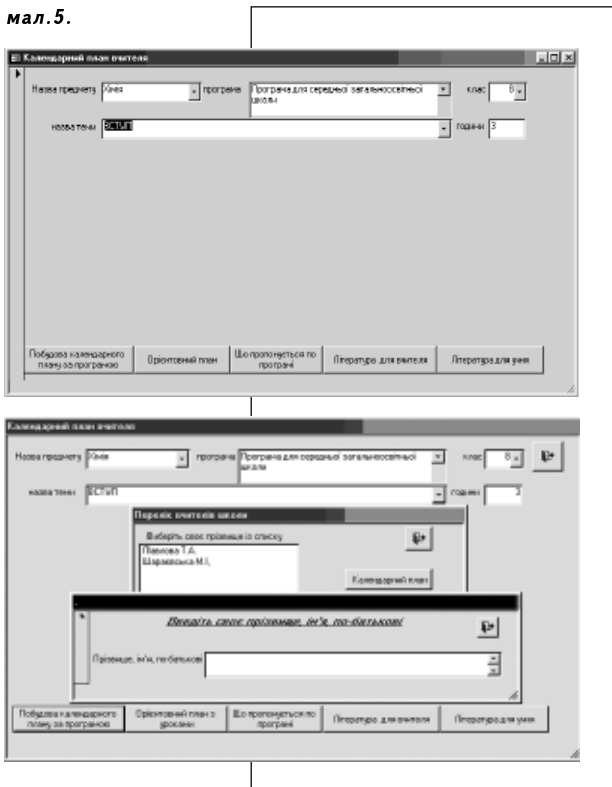 мал.5.
Календарний план вчителя
Назва предмету Хімія програма Програма для середньої загальноосвітньої школи клас 8
назва теми ВСТУП години 3
Побудова календарного плану за програмою
Орієнтовний план
Що пропонується по програмі
Література для вчителя
Література для учня
Календарний план вчителя
Назва предмету Хімія програма Програма для середньої загальноосвітньої школи клас 8
назва теми ВСТУП години 3
Перелік вчителів школи
Виберіть своє прізвище із списку
Павлова Т.А.
Шараєвська М.І,
Календарний план
Введіть своє прізвище, ім'я, по-батькові
Прізвище, ім'я, по-батькові
Побудова календарного плану за програмою
Орієнтовний план з уроками
Що пропонується по програмі
Література для вчителя
Література для учня